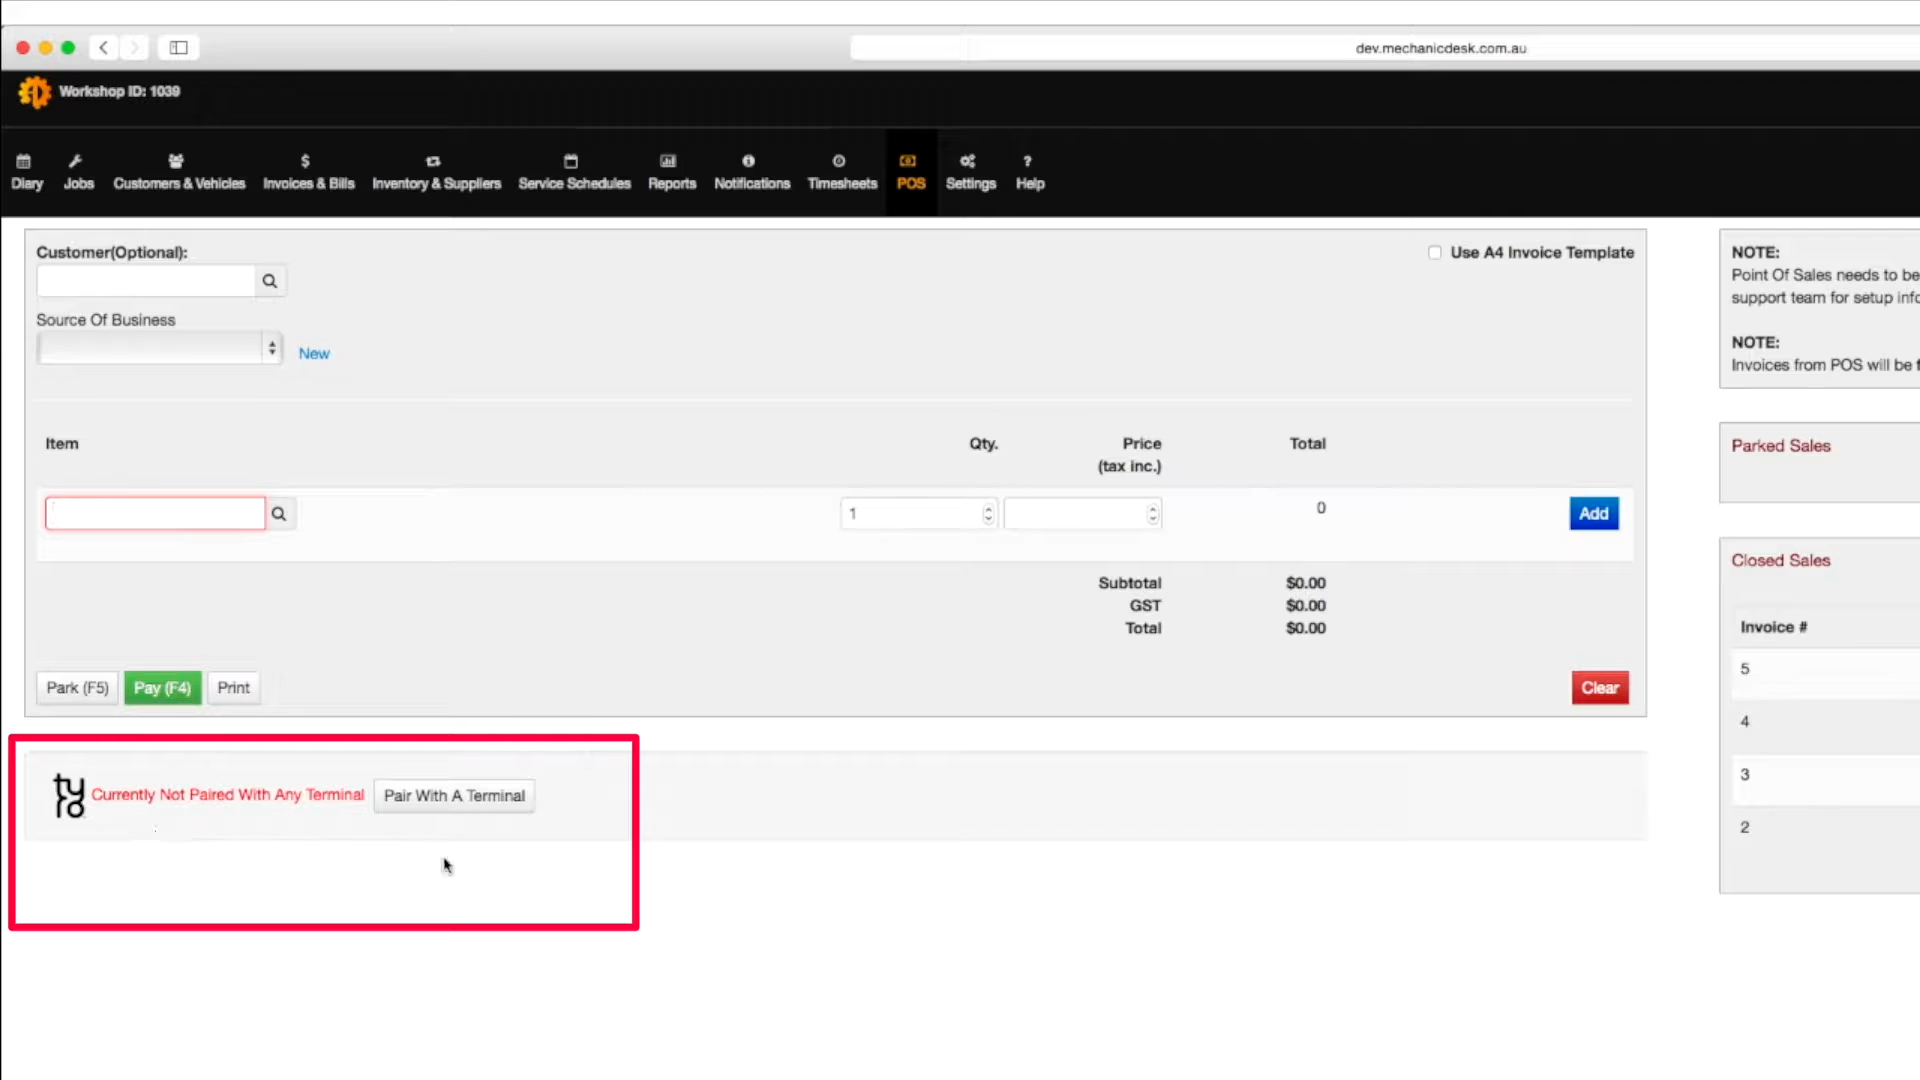 dev.mechanicdesk.com.au
Workshop ID: 1039
Diary
Jobs
Customers & Vehicles
$
Invoices & Bills
Inventory & Suppliers
Service Schedules
Reports
Notifications
Timesheets
POS
Settings
?
Help
Customer(Optional):
Use A4 Invoice Template
Source Of Business
New
Item
Qty.
Price
(tax inc.)
Total
1
0
Add
Subtotal
$0.00
GST
$0.00
Total
$0.00
Park (F5)
Pay (F4)
Print
Clear
tyro
Currently Not Paired With Any Terminal
Pair With A Terminal
NOTE:
Point Of Sales needs to be
support team for setup info
NOTE:
Invoices from POS will be
Parked Sales
Closed Sales
Invoice #
5
4
3
2